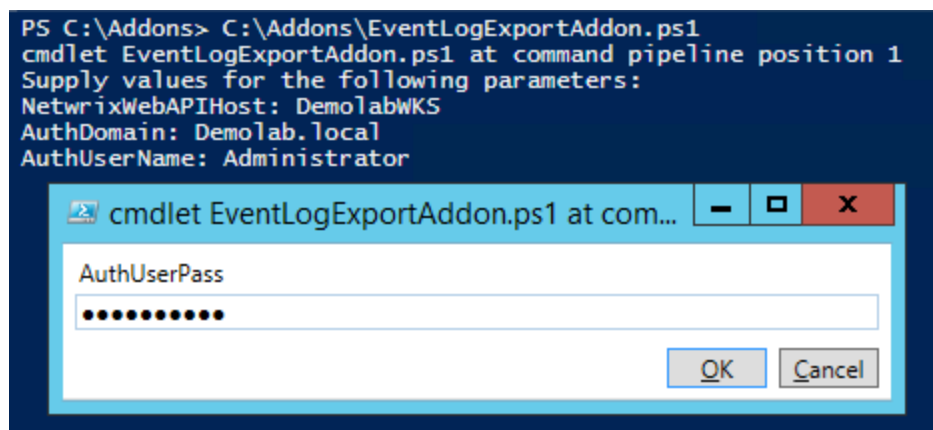 PS C:\Addons> C:\Addons\EventLogExportAddon.ps1
cmdlet EventLogExportAddon.ps1 at command pipeline position 1
Supply values for the following parameters:
NetwrixWebAPIHost: DemolabWKS
AuthDomain: Demolab.local
AuthUserName: Administrator
cmdlet EventLogExportAddon.ps1 at com...
AuthUserPass
••••••••••
OK Cancel